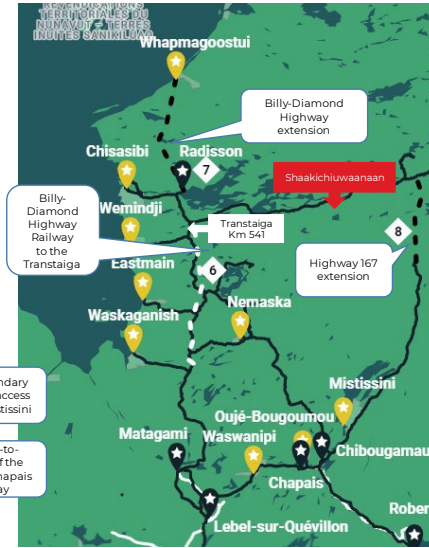 REVENDICATIONS
TERRITORIALES DU
NUNAVUT – TERRES
INUITES SANIKILUAQ
Whapmagoostui
Billy-Diamond
Highway
extension
Chisasibi
Radisson
7
Shaakichiuwaanaan
Billy-
Diamond
Highway
Railway
to the
Transtaiga
Wemindji
Transtaiga
Km 541
8
Eastmain
6
Highway 167
extension
Nemaska
Waskaganish
ndary
access
stissini
Mistissini
Oujé-Bougoumou
Matagami
Waswanipi
Chibougamau
-to-
f the
hapais
ay
Chapais
Lebel-sur-Quévillon
Rober